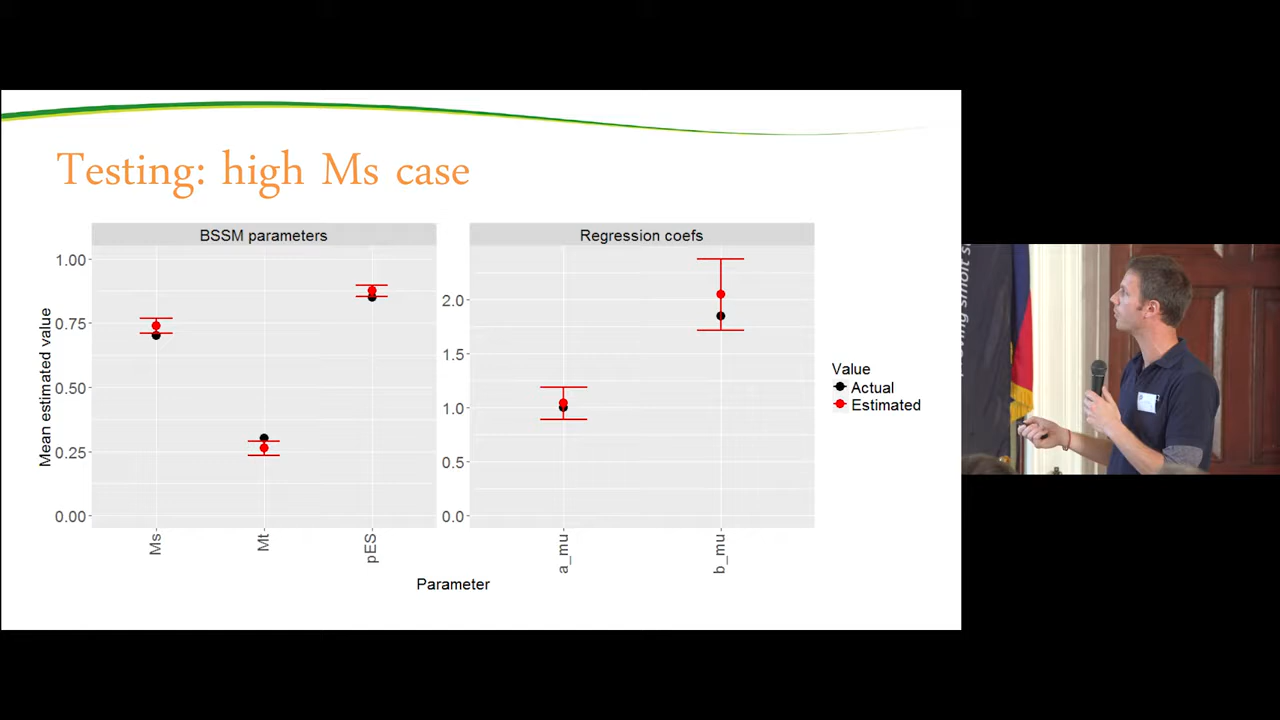 Testing: high Ms case
BSSM parameters
Regression coefs
Mean estimated value
1.00
0.75
0.50
0.25
0.00
2.0
1.5
1.0
0.5
0.0
Ms
Mt
pES
a_mu
b_mu
Parameter
Value
Actual
Estimated